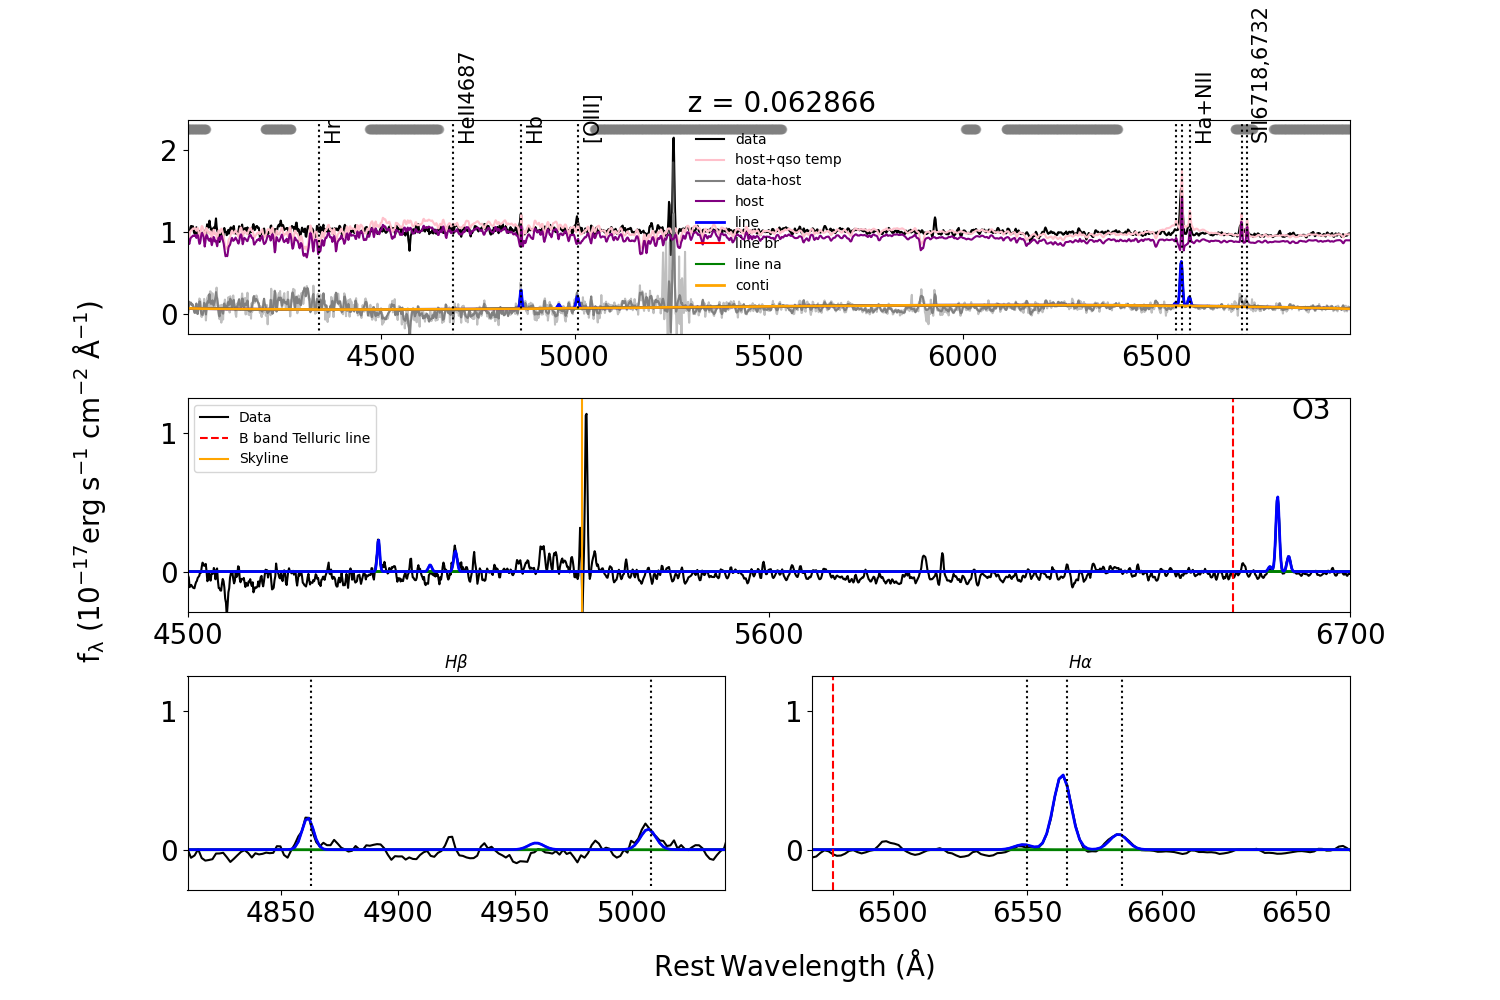 z = 0.062866
Hr
HeII4687
Hb
[OIII]
Ha+NII
SII6718,6732
data
host+qso temp
data-host
host
line
line br
line na
conti
2
1
0
4500
5000
5500
6000
6500
O3
Data
B band Telluric line
Skyline
1
0
4500
5600
6700
fλ (10−17erg s−1 cm−2 Å−1)
Hβ
1
0
4850
4900
4950
5000
Hα
1
0
6500
6550
6600
6650
Rest Wavelength (Å)